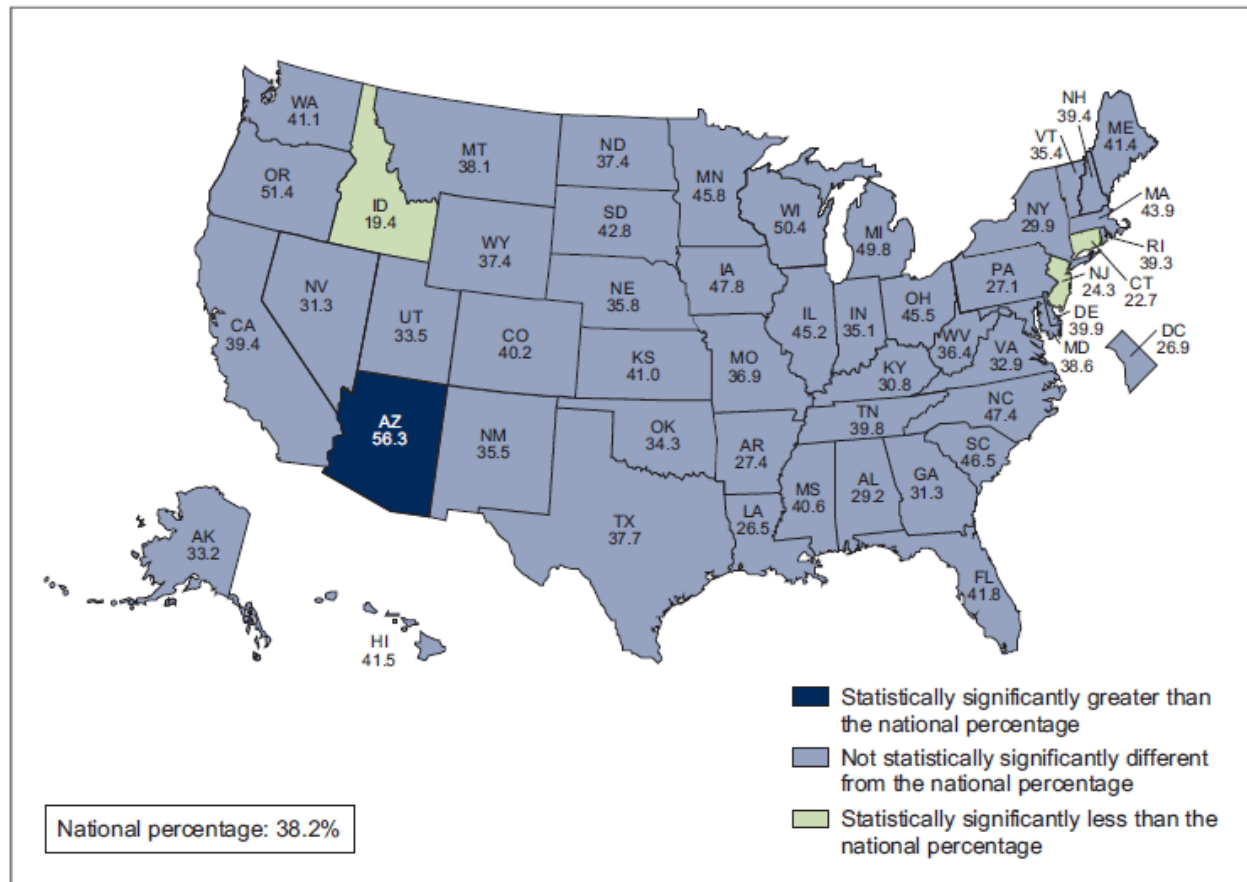 WA
41.1
OR
51.4
CA
39.4
ID
19.4
NV
31.3
MT
38.1
WY
37.4
UT
33.5
CO
40.2
AZ
56.3
NM
35.5
ND
37.4
SD
42.8
NE
35.8
KS
41.0
OK
34.3
TX
37.7
MN
45.8
IA
47.8
MO
36.9
AR
27.4
LA
26.5
WI
50.4
IL
45.2
MI
49.8
IN
35.1
OH
45.5
KY
30.8
TN
39.8
MS
40.6
AL
29.2
GA
31.3
FL
41.8
SC
46.5
NC
47.4
VA
32.9
WV
36.4
PA
27.1
NY
29.9
VT
35.4
NH
39.4
ME
41.4
MA
43.9
RI
39.3
CT
22.7
NJ
24.3
DE
39.9
MD
38.6
DC
26.9
AK
33.2
HI
41.5
Statistically significantly greater than
the national percentage
Not statistically significantly different
from the national percentage
Statistically significantly less than the
national percentage
National percentage: 38.2%